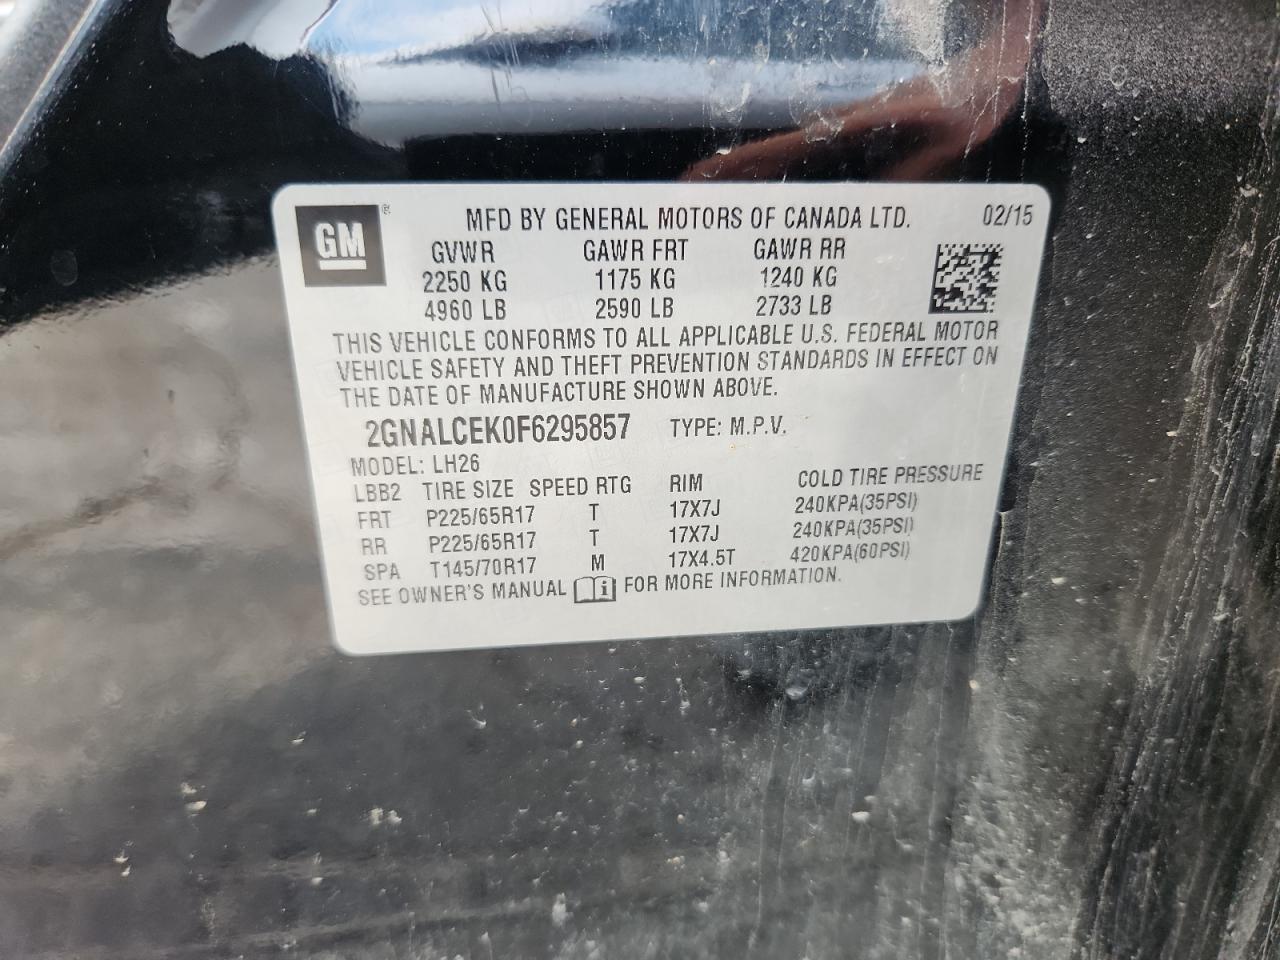 GM ® MFD BY GENERAL MOTORS OF CANADA LTD. 02/15
GVWR GAWR FRT GAWR RR
2250 KG 1175 KG 1240 KG
4960 LB 2590 LB 2733 LB
THIS VEHICLE CONFORMS TO ALL APPLICABLE U.S. FEDERAL MOTOR
VEHICLE SAFETY AND THEFT PREVENTION STANDARDS IN EFFECT ON
THE DATE OF MANUFACTURE SHOWN ABOVE.
2GNALCEK0F6295857 TYPE: M.P.V.
MODEL: LH26
LBB2 TIRE SIZE SPEED RTG RIM COLD TIRE PRESSURE
FRT P225/65R17 T 17X7J 240KPA(35PSI)
RR P225/65R17 T 17X7J 240KPA(35PSI)
SPA T145/70R17 M 17X4.5T 420KPA(60PSI)
SEE OWNER'S MANUAL i FOR MORE INFORMATION.